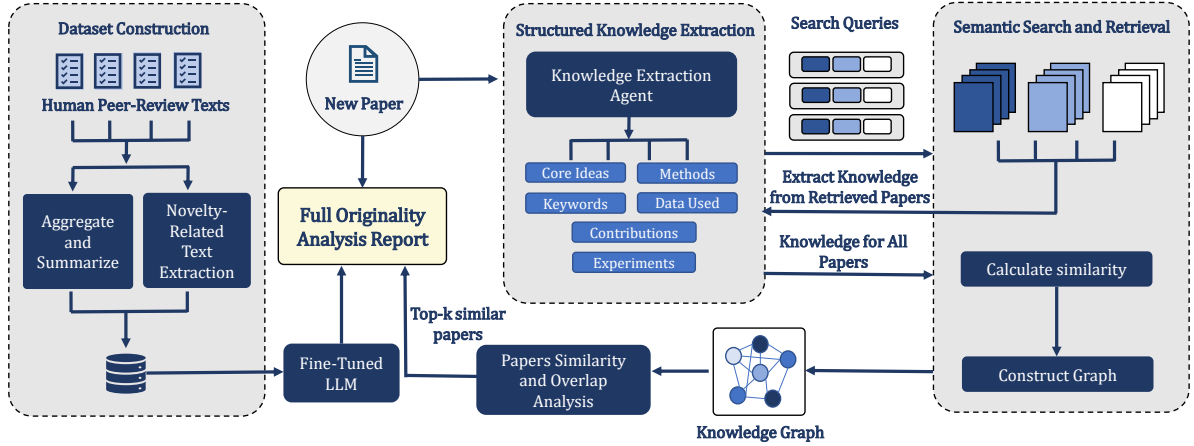 Dataset Construction
Human Peer-Review Texts
Aggregate
and
Summarize
Novelty-
Related
Text
Extraction
New Paper
Full Originality
Analysis Report
Fine-Tuned
LLM
Top-k similar
papers
Structured Knowledge Extraction
Knowledge Extraction
Agent
Core Ideas
Methods
Keywords
Data Used
Contributions
Experiments
Search Queries
Extract Knowledge
from Retrieved Papers
Knowledge for All
Papers
Semantic Search and Retrieval
Calculate similarity
Construct Graph
Knowledge Graph
Papers Similarity
and Overlap
Analysis